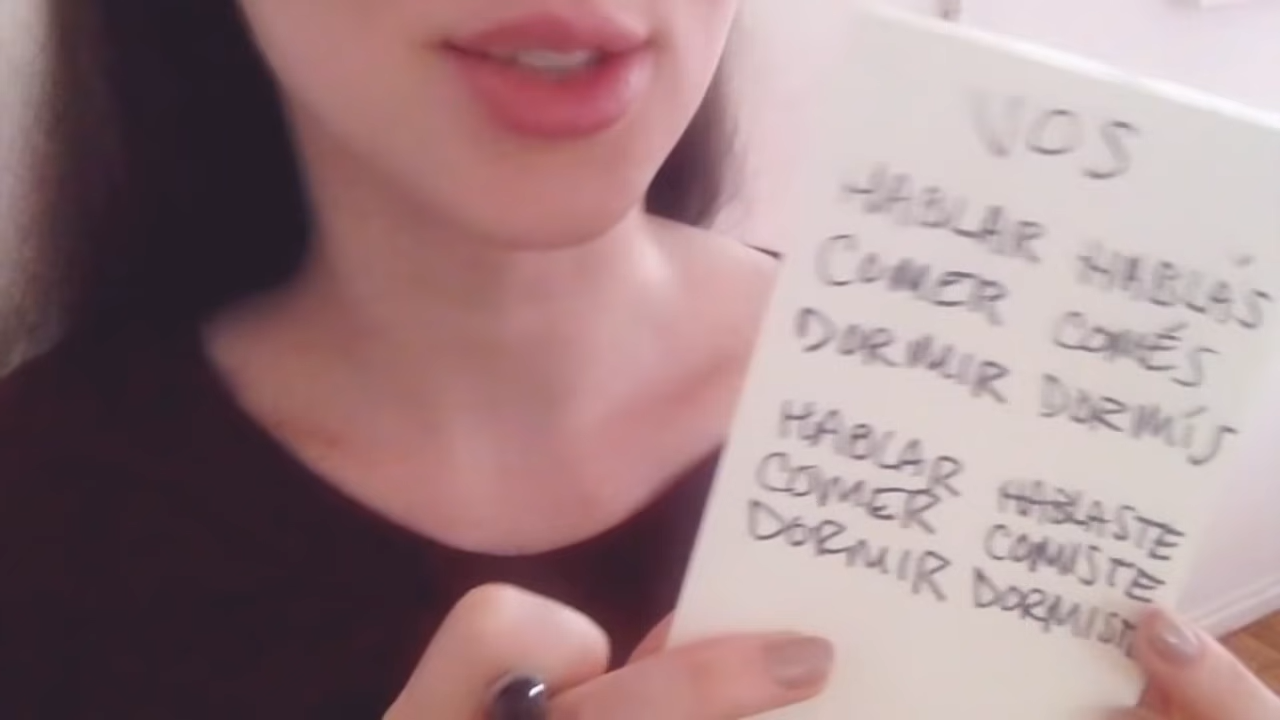 VOS
HABLAR HABLÁS
COMER COMÉS
DORMIR DORMÍS
HABLAR HABLASTE
COMER COMISTE
DORMIR DORMISTE